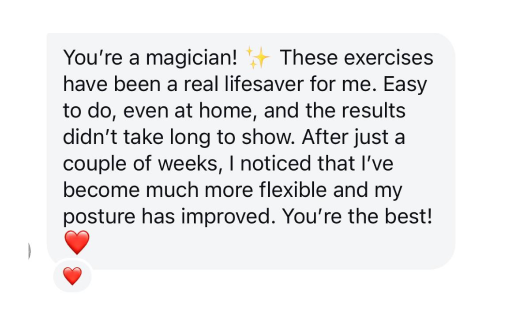 You’re a magician! ✨ These exercises
have been a real lifesaver for me. Easy
to do, even at home, and the results
didn’t take long to show. After just a
couple of weeks, I noticed that I’ve
become much more flexible and my
posture has improved. You’re the best!
❤️
❤️